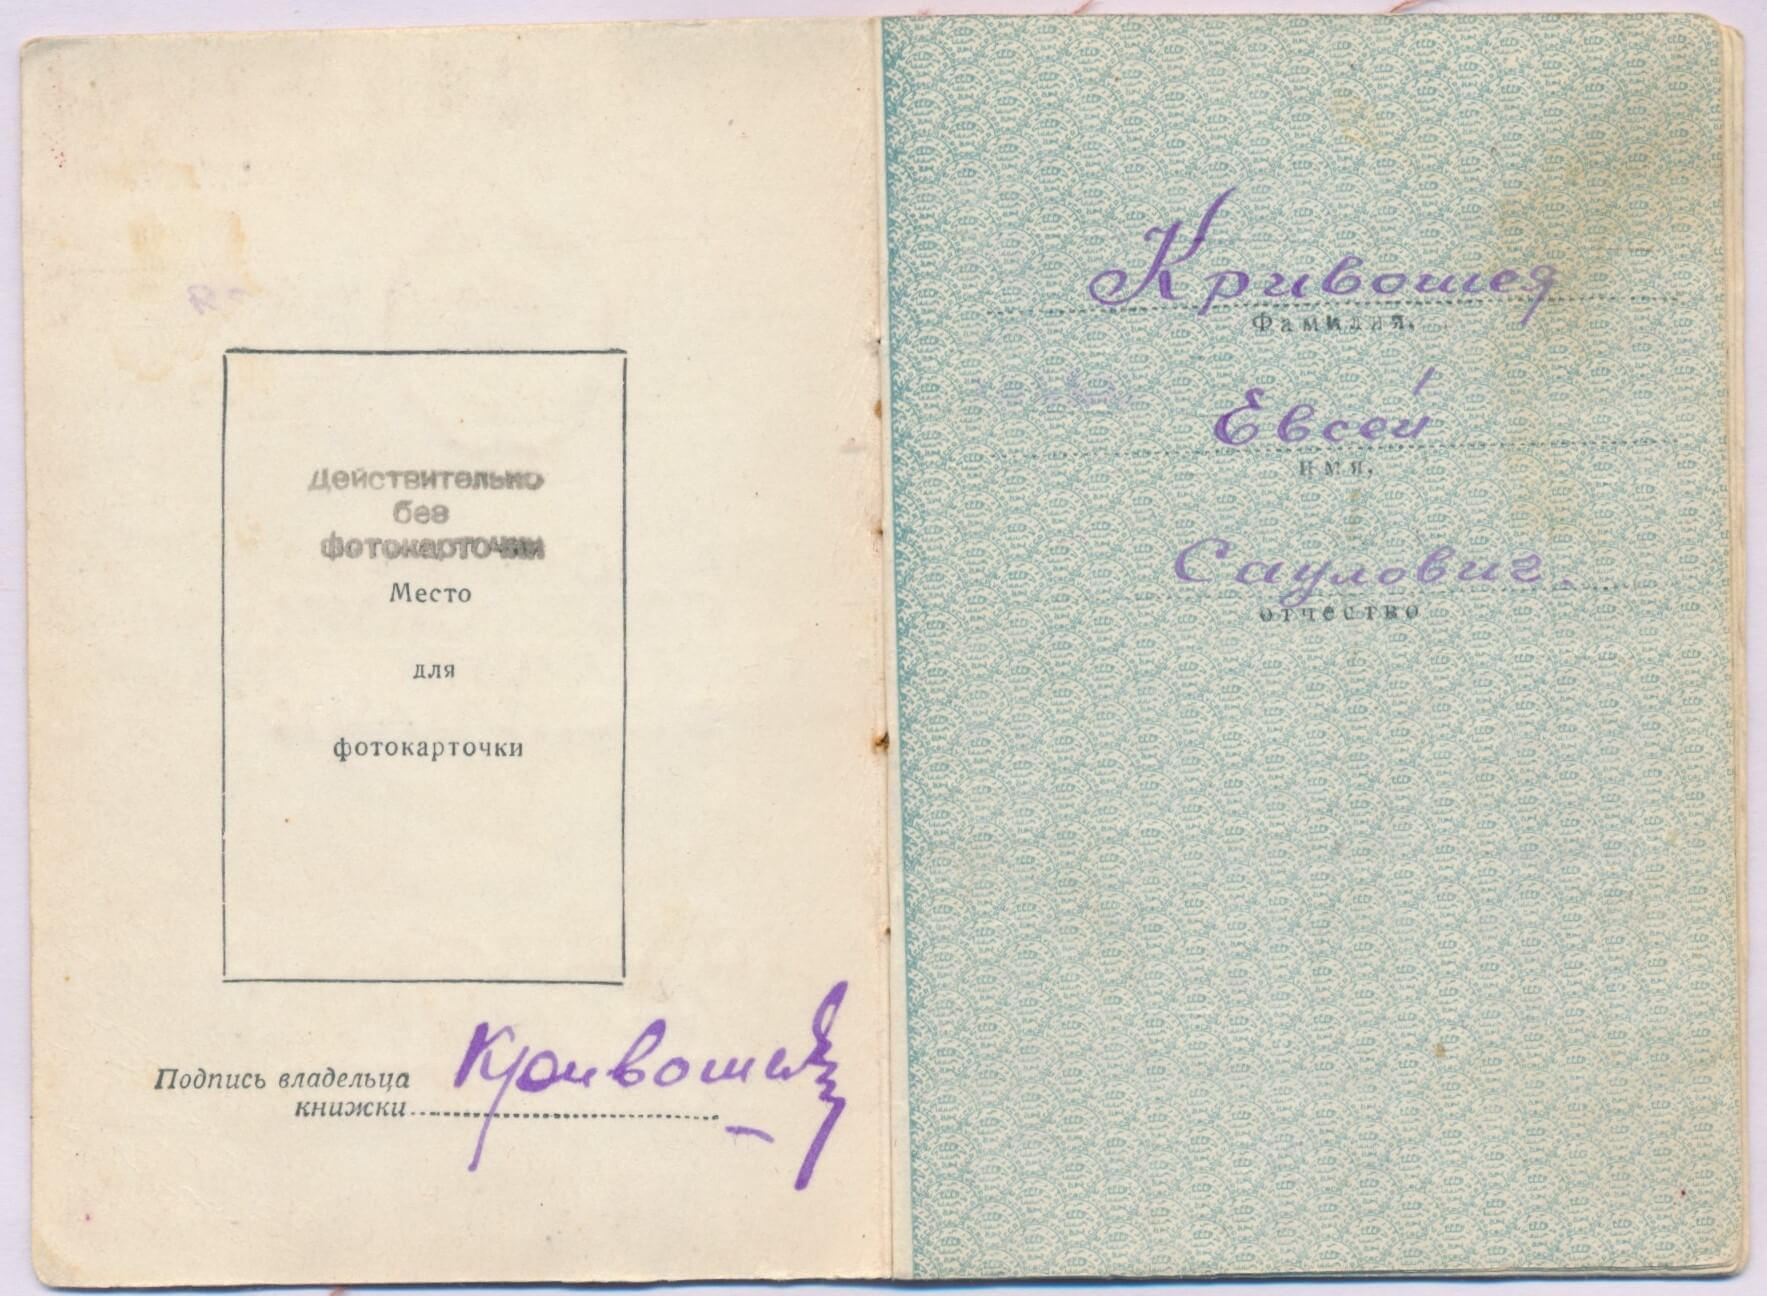 Действительно
без
фотокарточки
Место
для
фотокарточки
Подпись владельца
книжки
Кривошея
Кривошея
Фамилия.
Евсей
имя.
Саулович.
отчество